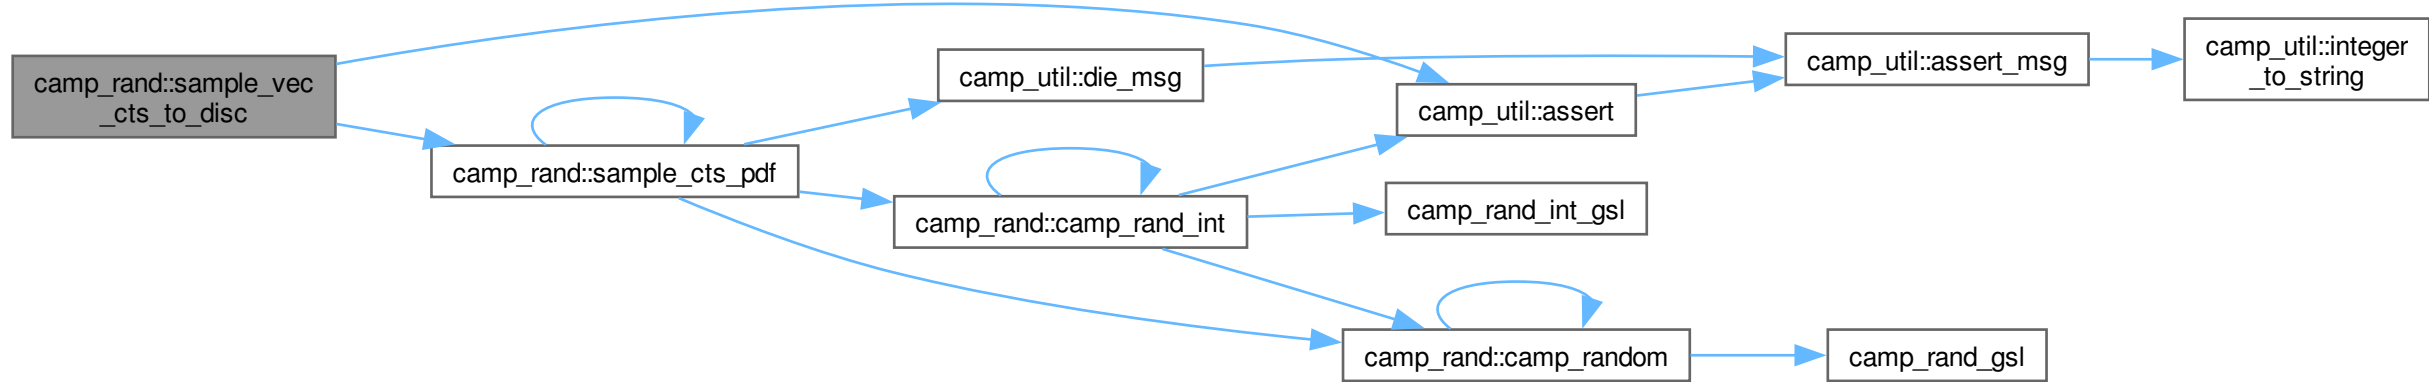 camp_rand::sample_vec
_cts_to_disc
camp_rand::sample_cts_pdf
camp_util::die_msg
camp_rand::camp_rand_int
camp_util::assert
camp_rand_int_gsl
camp_rand::camp_random
camp_util::assert_msg
camp_rand_gsl
camp_util::integer
_to_string